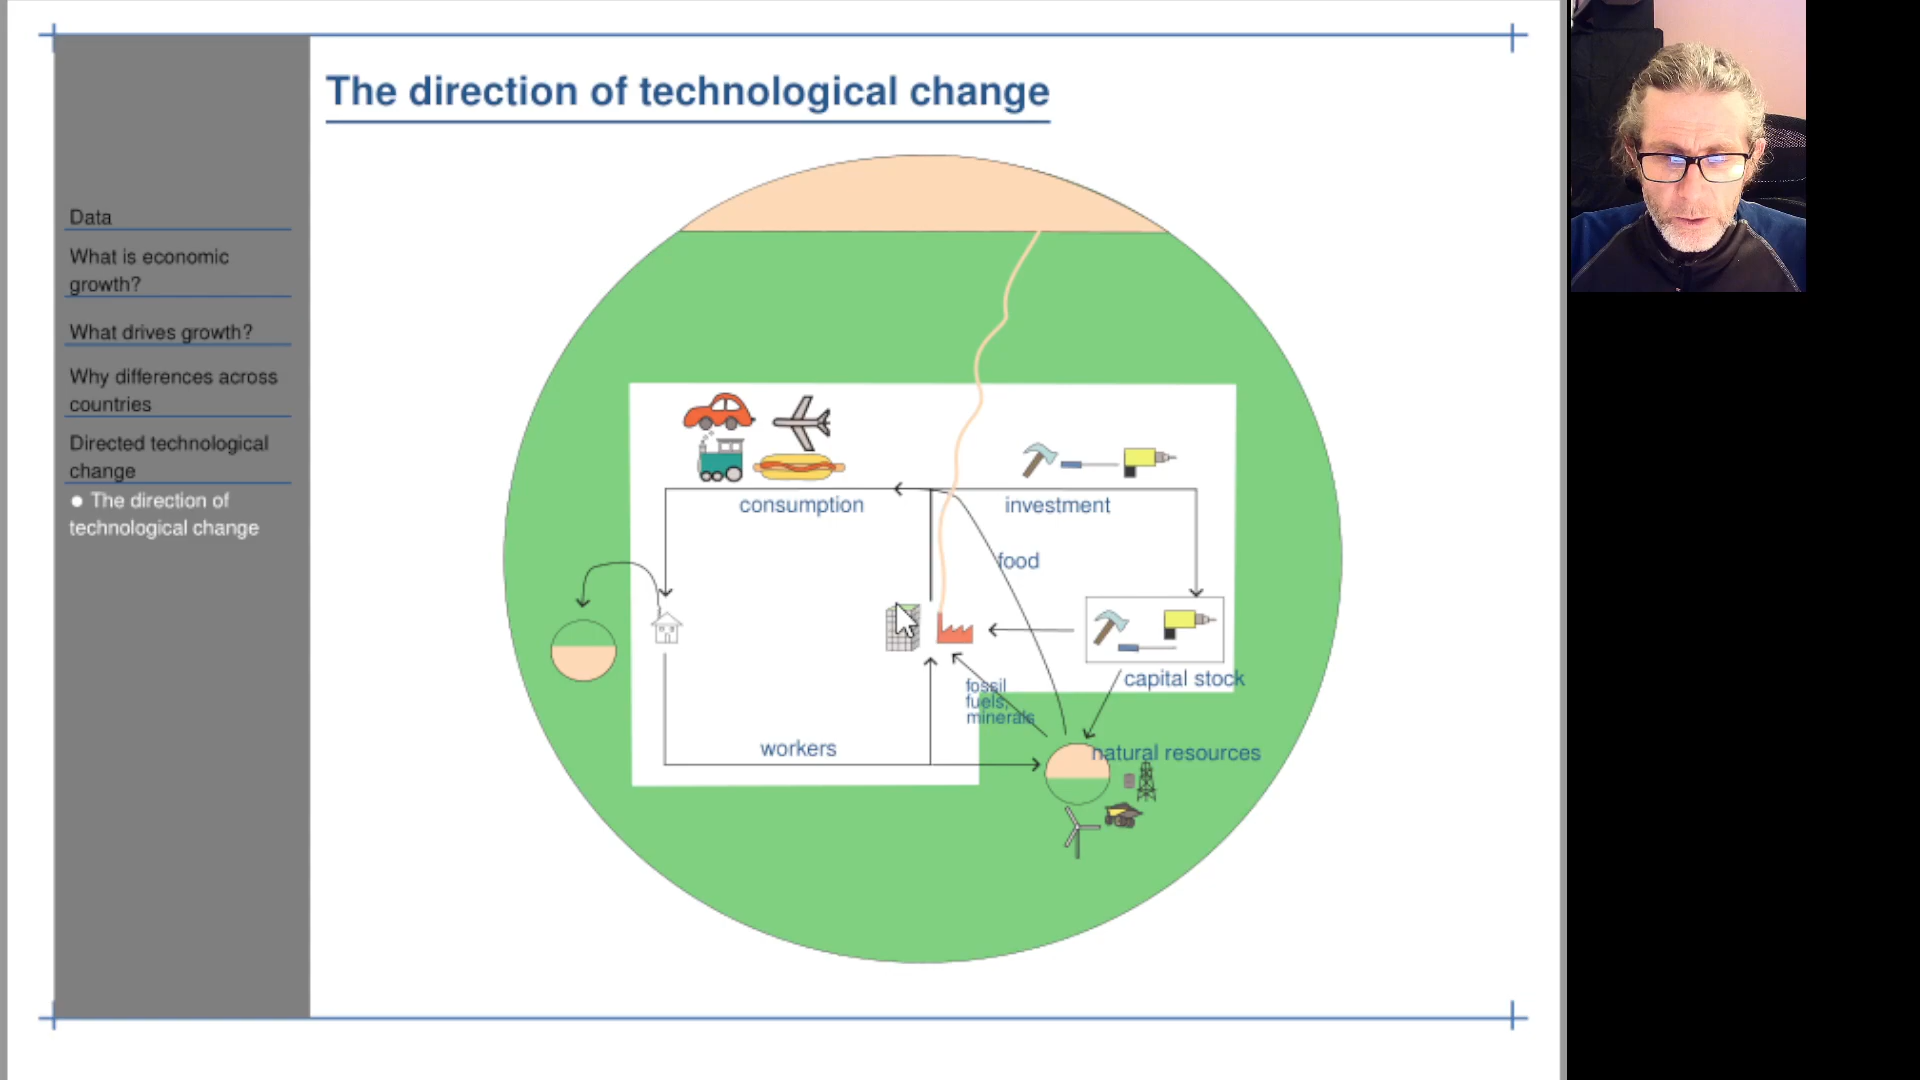 The direction of technological change
Data
What is economic
growth?
What drives growth?
Why differences across
countries
Directed technological
change
● The direction of
technological change
consumption
investment
food
capital stock
fossil
fuels,
minerals
workers
natural resources